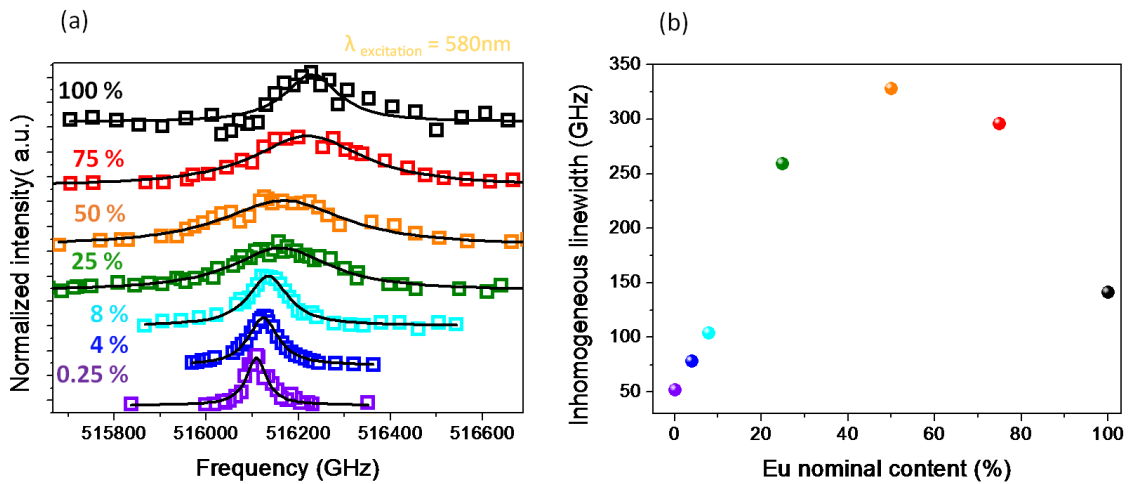 (a)
λ excitation = 580nm
100 %
75 %
50 %
25 %
8 %
4 %
0.25 %
Normalized intensity( a.u.)
515800 516000 516200 516400 516600
Frequency (GHz)
(b)
350
300
250
200
150
100
50
Inhomogeneous linewidth (GHz)
0 20 40 60 80 100
Eu nominal content (%)